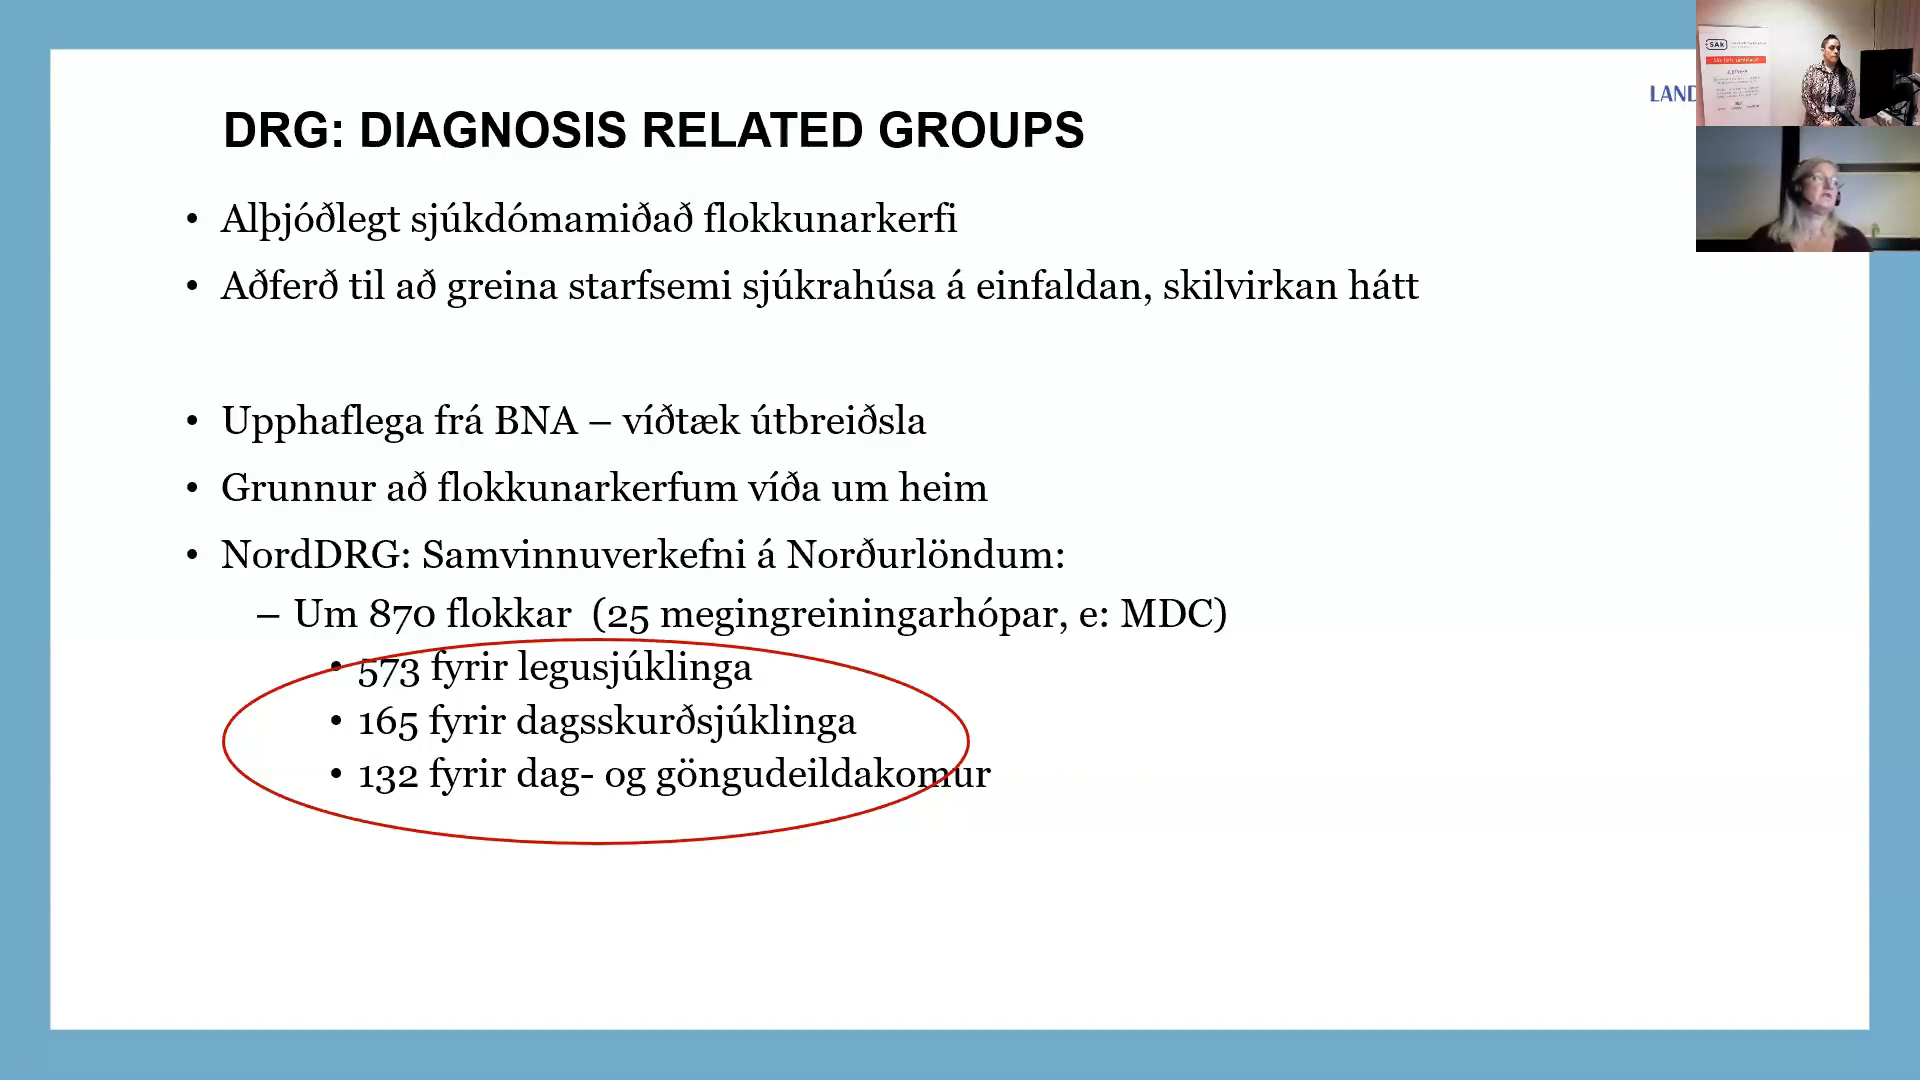 DRG: DIAGNOSIS RELATED GROUPS
LAND
• Alþjóðlegt sjúkdómamiðað flokkunarkerfi
• Aðferð til að greina starfsemi sjúkrahúsa á einfaldan, skilvirkan hátt
• Upphaflega frá BNA – víðtæk útbreiðsla
• Grunnur að flokkunarkerfum víða um heim
• NordDRG: Samvinnuverkefni á Norðurlöndum:
– Um 870 flokkar (25 megingreiningarhópar, e: MDC)
• 573 fyrir legusjúklinga
• 165 fyrir dagsskurðsjúklinga
• 132 fyrir dag- og göngudeildakomur
SAk